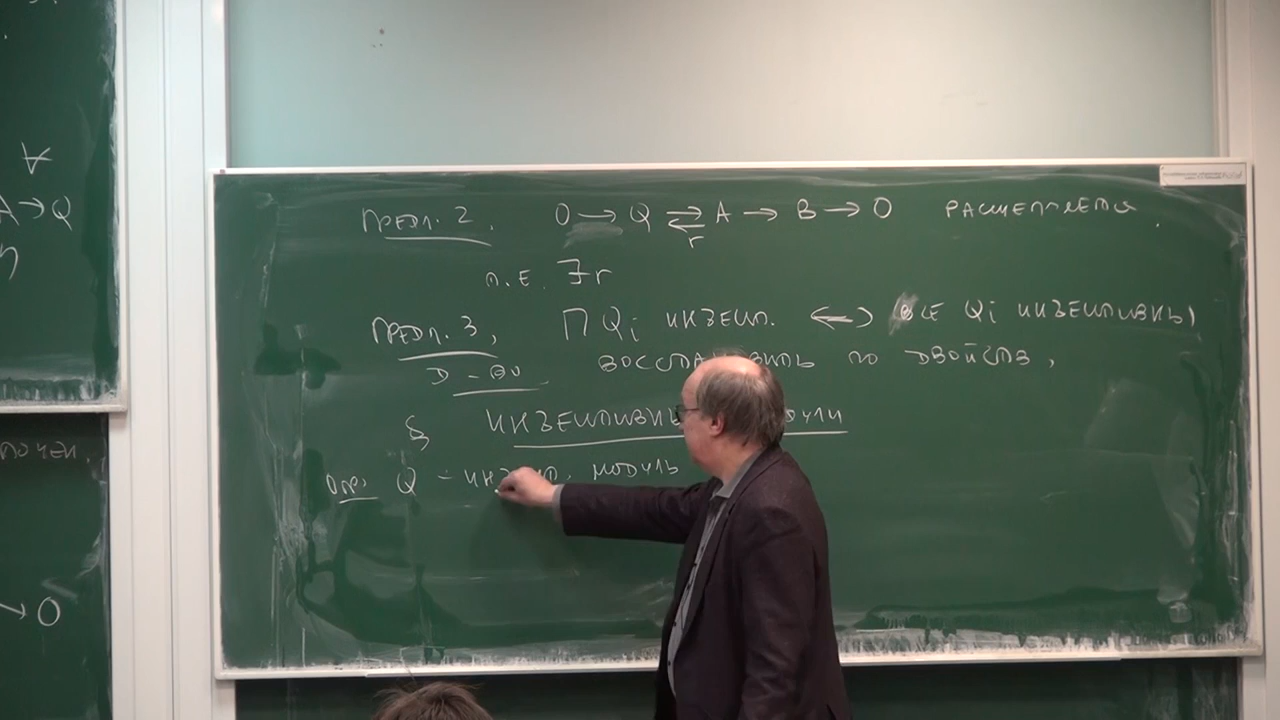 ∀
A → Q
Предл. 2. 0 → Q ⇄ A → B → 0 расщепляется.
r
т.е. ∃ r
Предл. 3. ∏ Qi инъект. ⟷ все Qi инъективны
Д-во восстановить по двойств.
§ Инъективные модули
Опр. Q - инъект. модуль
→ 0